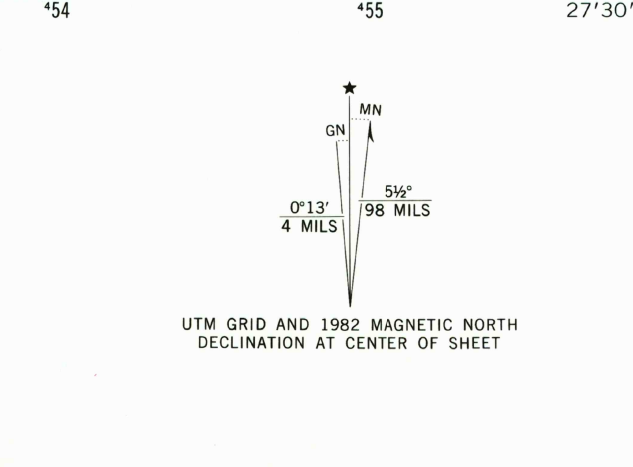 ⁴54 ⁴55 27'30"
★
MN
GN
5½°
98 MILS
0°13'
4 MILS
UTM GRID AND 1982 MAGNETIC NORTH
DECLINATION AT CENTER OF SHEET